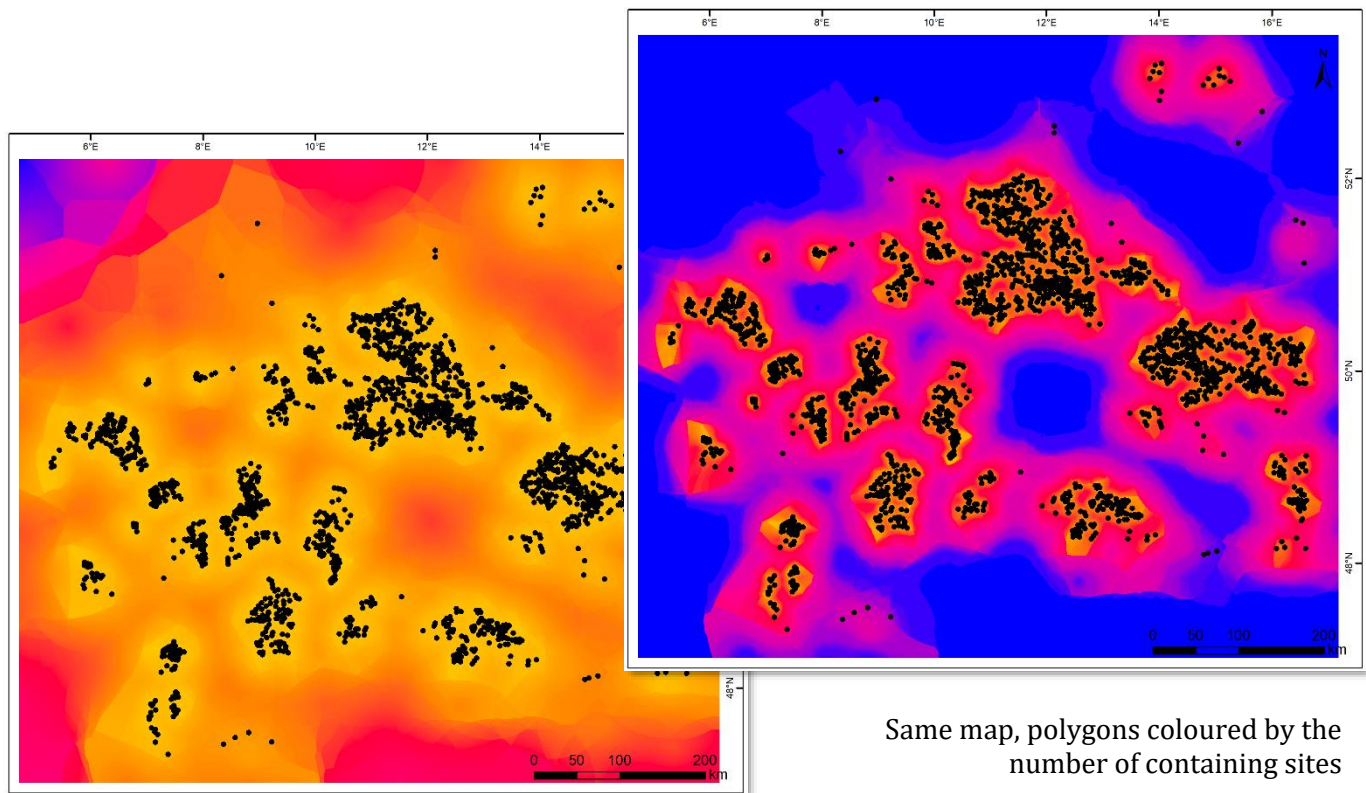 6°E 8°E 10°E 12°E 14°E 16°E
N
6°E 8°E 10°E 12°E 14°E
52°N
50°N
48°N
0 50 100 200
km
48°N
0 50 100 200
km
Same map, polygons coloured by the
number of containing sites